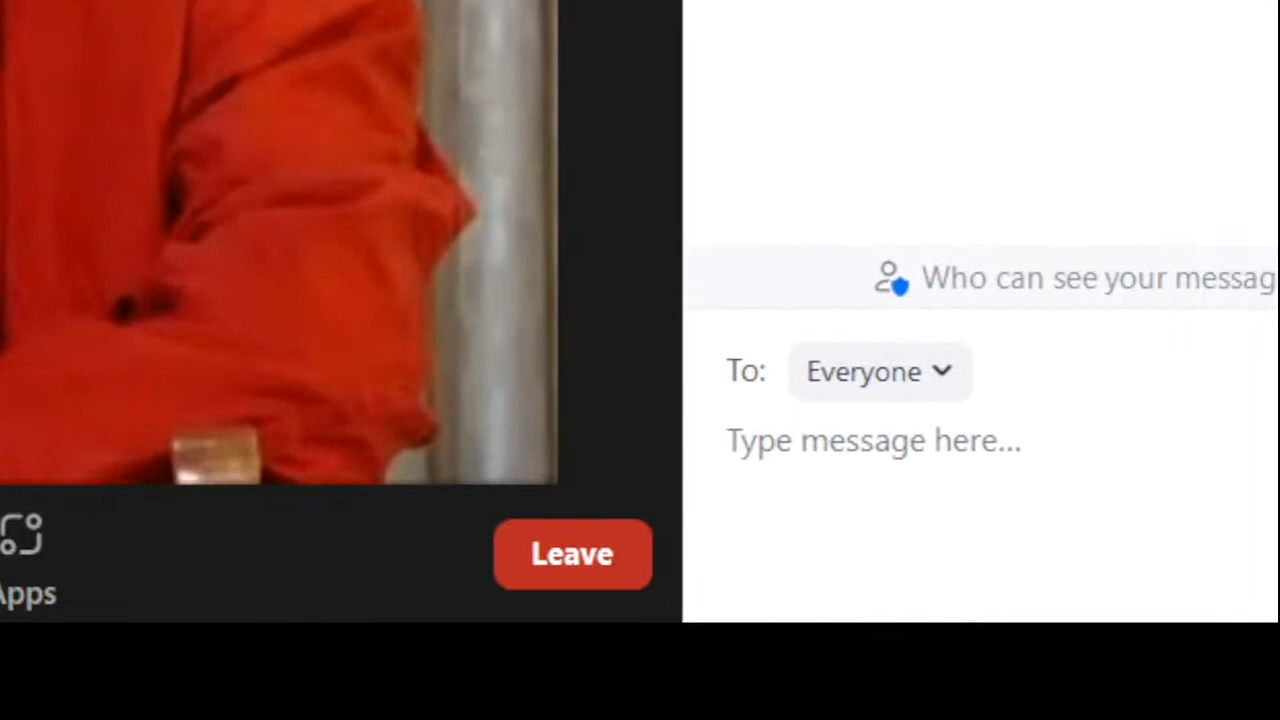 Who can see your messag
To: Everyone
Type message here...
Leave
Apps